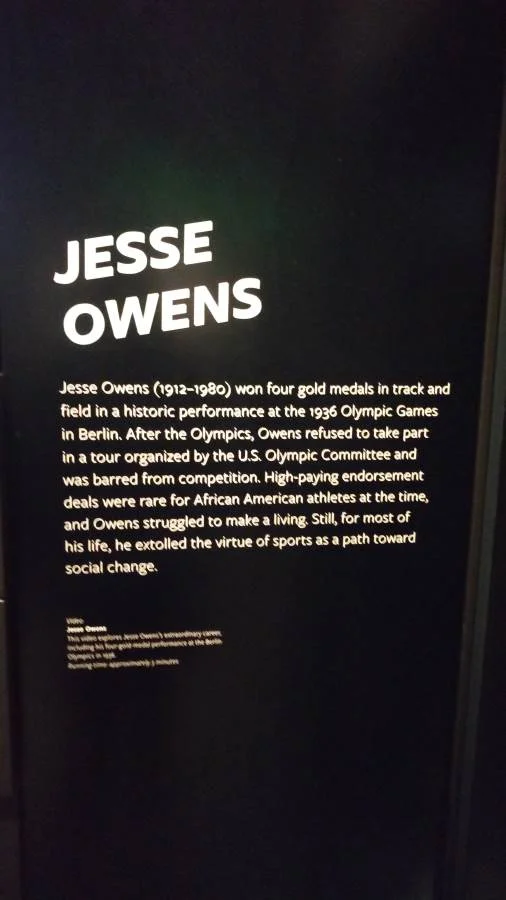 JESSE
OWENS
Jesse Owens (1912–1980) won four gold medals in track and
field in a historic performance at the 1936 Olympic Games
in Berlin. After the Olympics, Owens refused to take part
in a tour organized by the U.S. Olympic Committee and
was barred from competition. High-paying endorsement
deals were rare for African American athletes at the time,
and Owens struggled to make a living. Still, for most of
his life, he extolled the virtue of sports as a path toward
social change.
Video
Jesse Owens
This video explores Jesse Owens's extraordinary career,
including his four-gold-medal performance at the Berlin
Olympics in 1936.
Running time: approximately 3 minutes